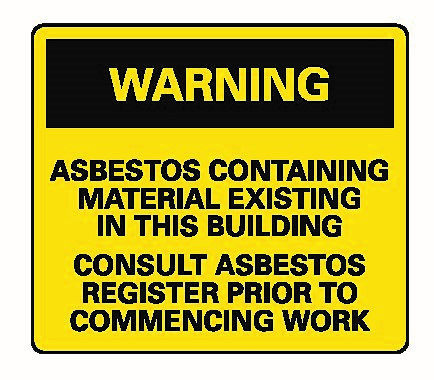 WARNING
ASBESTOS CONTAINING
MATERIAL EXISTING
IN THIS BUILDING
CONSULT ASBESTOS
REGISTER PRIOR TO
COMMENCING WORK